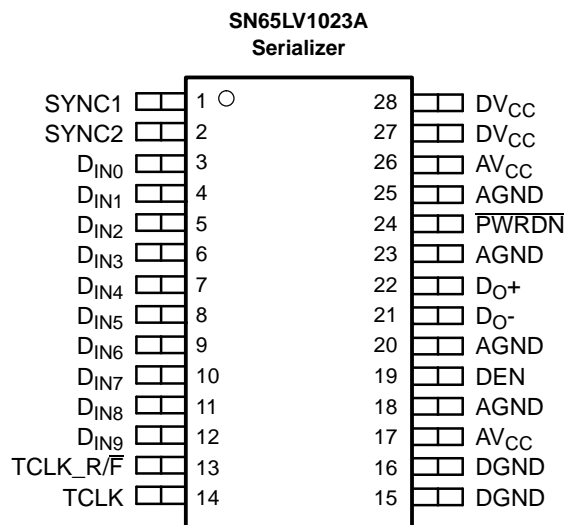 SN65LV1023A
Serializer
SYNC1 1 28 DVCC
SYNC2 2 27 DVCC
DIN0 3 26 AVCC
DIN1 4 25 AGND
DIN2 5 24 P̅W̅R̅D̅N̅
DIN3 6 23 AGND
DIN4 7 22 DO+
DIN5 8 21 DO-
DIN6 9 20 AGND
DIN7 10 19 DEN
DIN8 11 18 AGND
DIN9 12 17 AVCC
TCLK_R/F̅ 13 16 DGND
TCLK 14 15 DGND